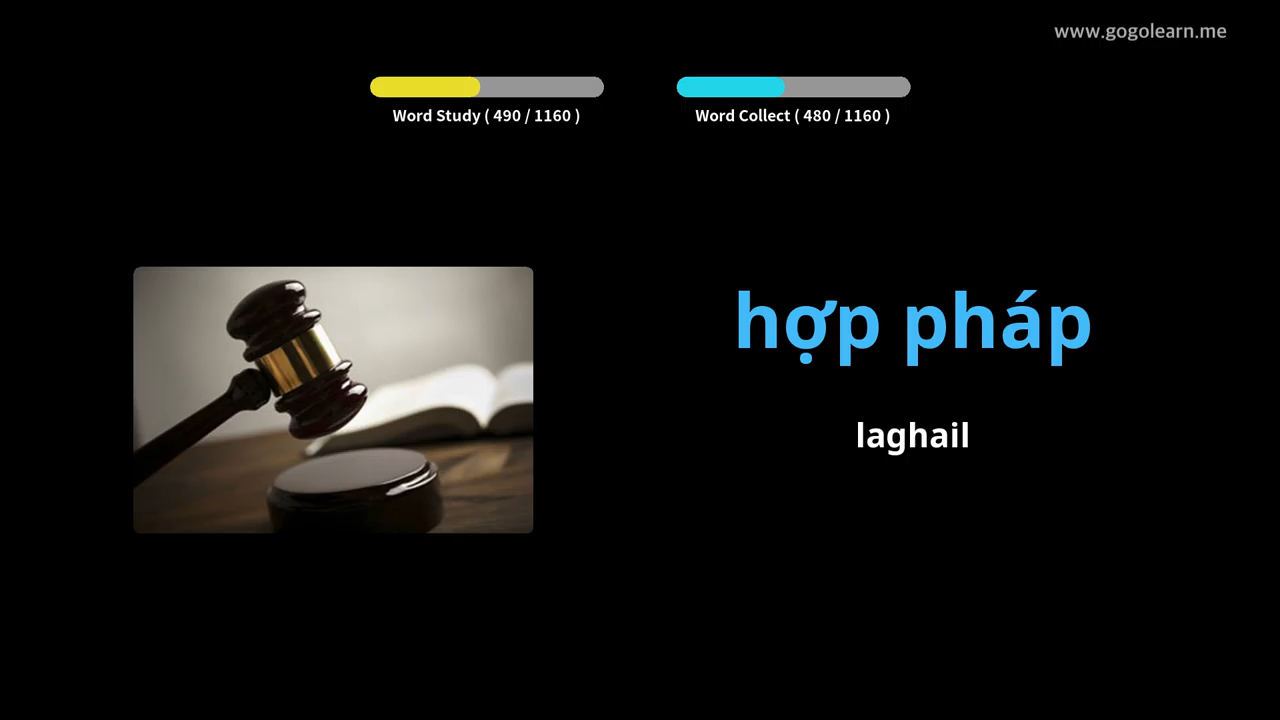 www.gogolearn.me
Word Study ( 490 / 1160 )
Word Collect ( 480 / 1160 )
hợp pháp
laghail